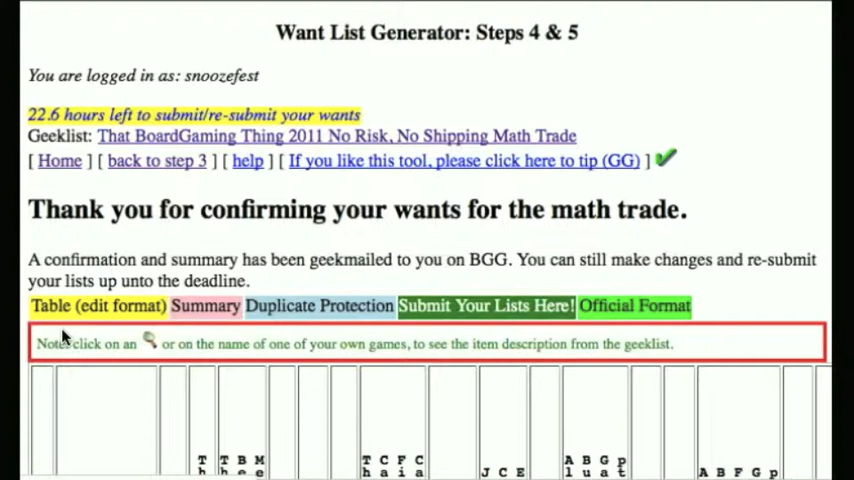 Want List Generator: Steps 4 & 5
You are logged in as: snoozefest
22.6 hours left to submit/re-submit your wants
Geeklist: That BoardGaming Thing 2011 No Risk, No Shipping Math Trade
[ Home ] [ back to step 3 ] [ help ] [ If you like this tool, please click here to tip (GG) ]
Thank you for confirming your wants for the math trade.
A confirmation and summary has been geekmailed to you on BGG. You can still make changes and re-submit
your lists up unto the deadline.
Table (edit format) Summary Duplicate Protection Submit Your Lists Here! Official Format
Note: click on an or on the name of one of your own games, to see the item description from the geeklist.
T T B M T C F C A B G p
h h e e h a i a J C E l u a t A B F G p